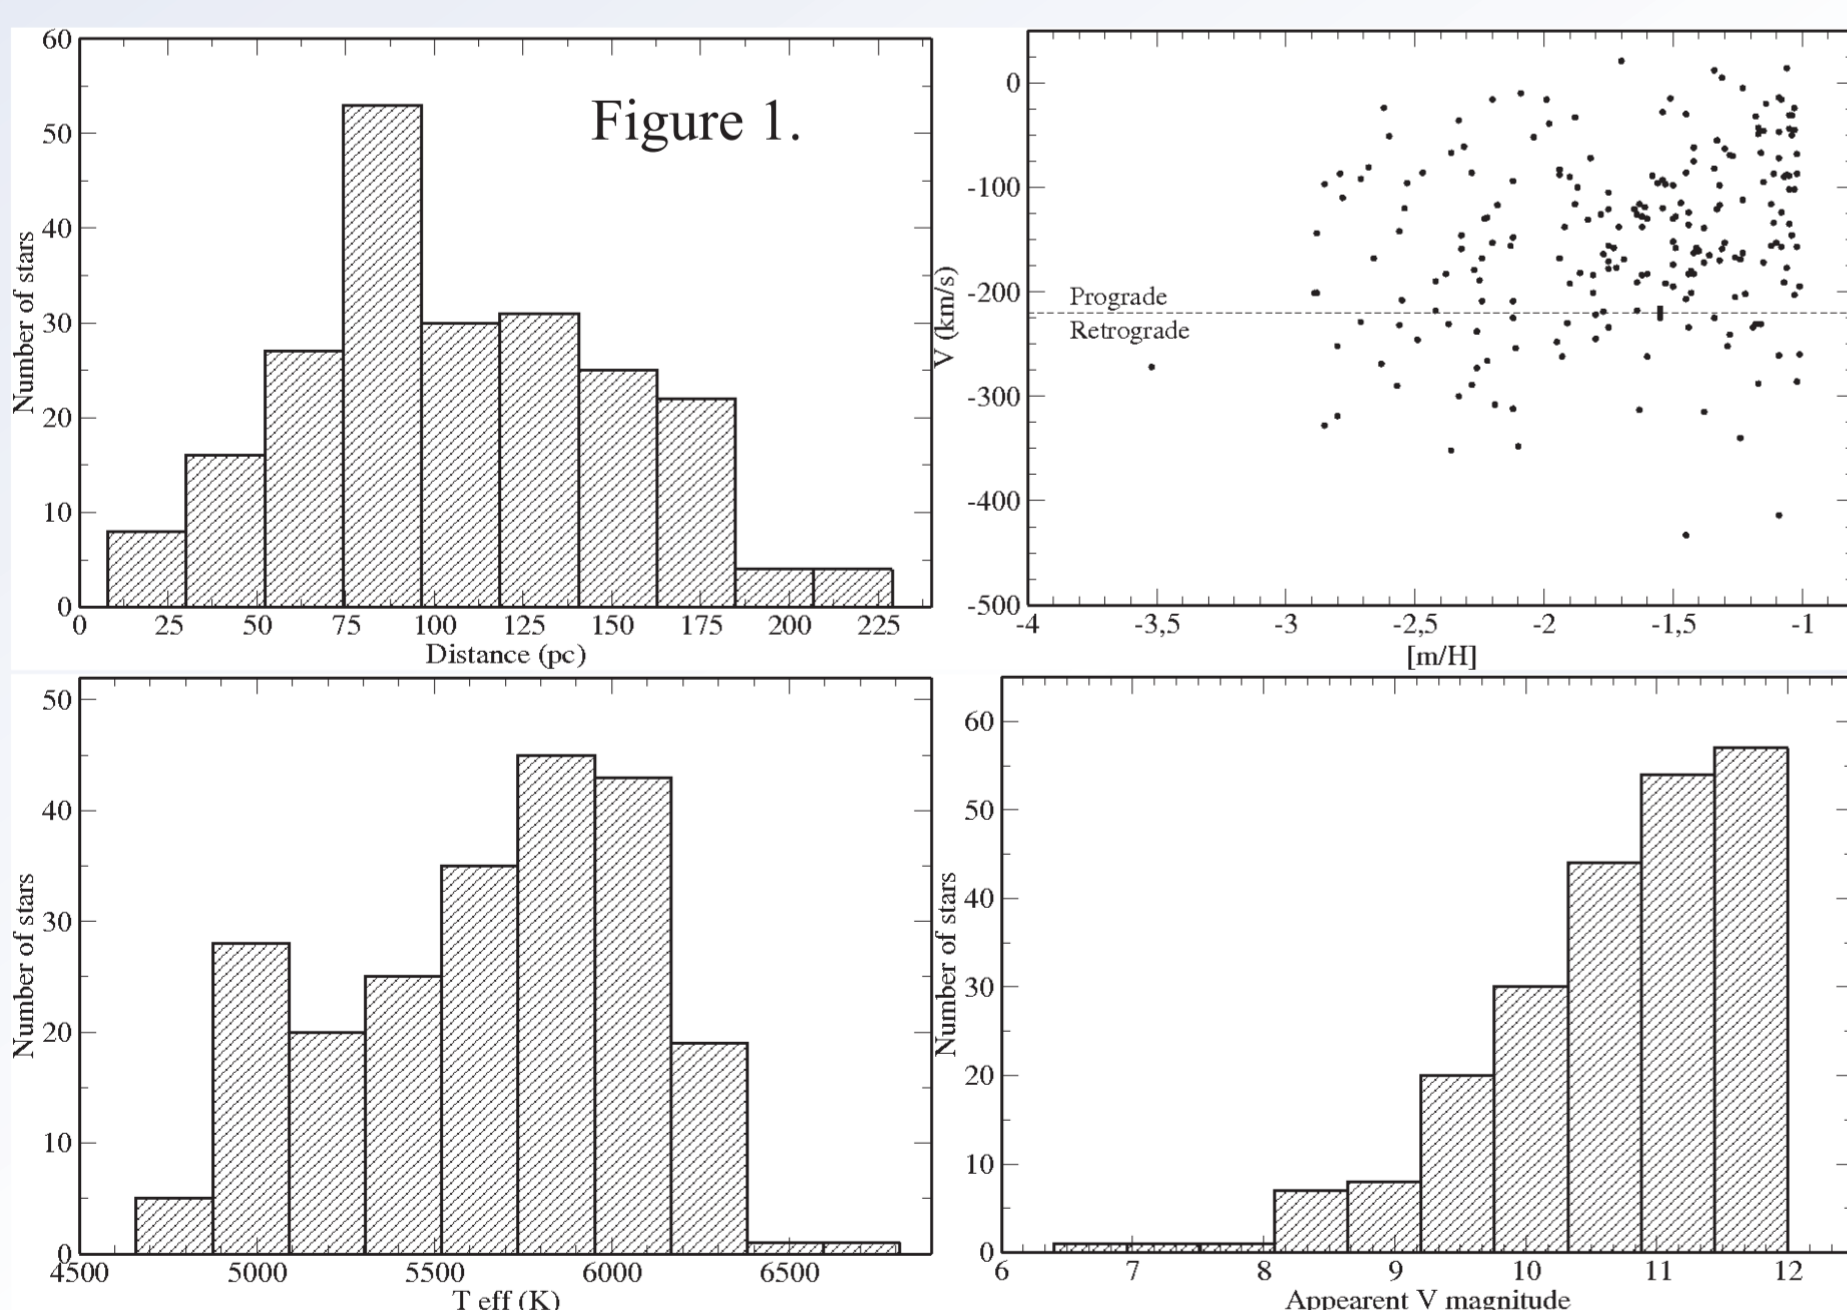 Figure 1.
60
50
40
30
20
10
0
Number of stars
0 25 50 75 100 125 150 175 200 225
Distance (pc)
0
-100
-200
-300
-400
-500
V (km/s)
Prograde
Retrograde
-4 -3,5 -3 -2,5 -2 -1,5 -1
[m/H]
50
40
30
20
10
0
Number of stars
4500 5000 5500 6000 6500
T eff (K)
60
50
40
30
20
10
0
Number of stars
6 7 8 9 10 11 12
Appearent V magnitude